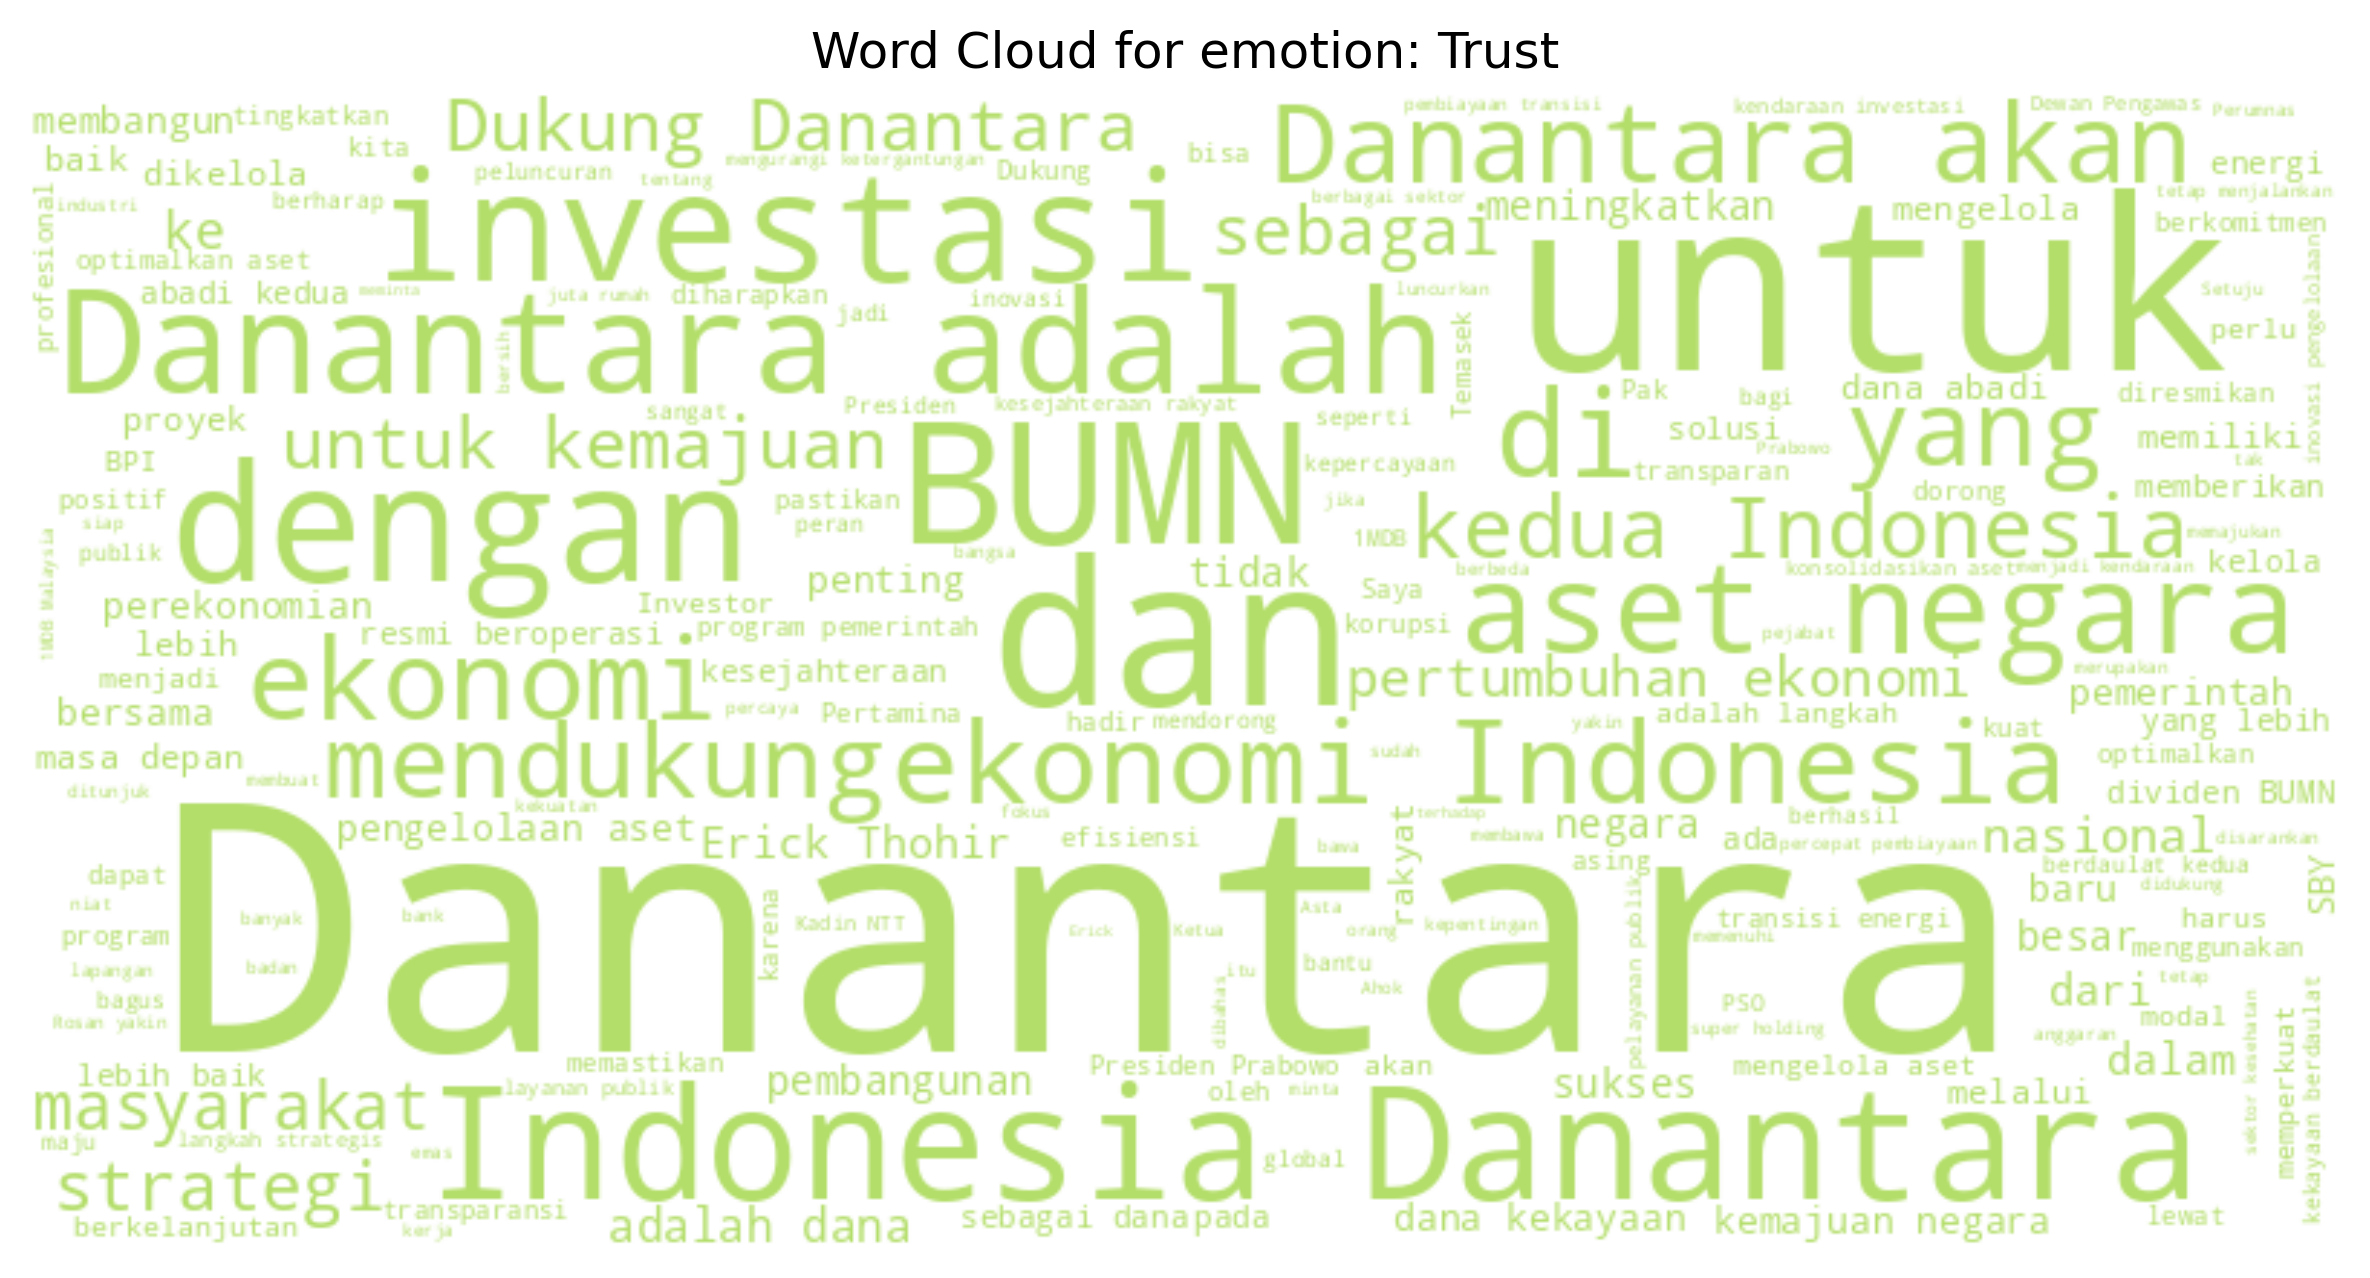 Word Cloud for emotion: Trust
membangun
tingkatkan
Dukung Danantara
pembiayaan transisi
kendaraan investasi
Dewan Pengawas
Perumnas
Danantara akan
baik
kita
dikelola
peluncuran
mengurangi ketergantungan
tentang
Dukung
bisa
energi
profesional
industri
berharap
investasi
berbagai sektor
tetap menjalankan
ke
sebagai
meningkatkan
mengelola
berkomitmen
untuk
optimalkan aset
inovasi pengelolaan
abadi kedua
meminta
juta rumah
diharapkan
inovasi
luncurkan
Setuju
Danantara adalah
jadi
bersih
Temasek
perlu
proyek
sangat
Presiden
kesejahteraan rakyat
seperti
Pak
bagi
dana abadi
diresmikan
di
solusi
yang
memiliki
untuk kemajuan
BUMN
Prabowo
BPI
kepercayaan
transparan
tak
positif
dengan
pastikan
jika
dorong
memberikan
siap
peran
publik
1MDB
kedua Indonesia
memajukan
1MDB Malaysia
bangsa
penting
tidak
berbeda
konsolidasikan aset
menjadi kendaraan
kelola
perekonomian
Investor
dan
Saya
aset negara
lebih
resmi beroperasi
program pemerintah
korupsi
pejabat
menjadi
ekonomi
kesejahteraan
pertumbuhan ekonomi
merupakan
pemerintah
bersama
percaya
Pertamina
hadir
mendorong
yakin
adalah langkah
kuat
yang lebih
masa depan
mendukung
ekonomi Indonesia
sudah
optimalkan
ditunjuk
membuat
dividen BUMN
kekuatan
fokus
rakyat
terhadap
berhasil
pengelolaan aset
Erick Thohir
efisiensi
membawa
negara
ada
percepat pembiayaan
nasional
disarankan
bawa
asing
berdaulat kedua
dapat
Danantara
baru
didukung
SBY
niat
banyak
bank
karena
Kadin NTT
Erick
Ketua
Asta
orang
kepentingan
pelayanan publik
transisi energi
harus
program
memenuhi
besar
menggunakan
lapangan
badan
itu
bantu
tetap
bagus
dibahas
Ahok
PSO
dari
modal
Rosan yakin
super holding
anggaran
sektor kesehatan
memperkuat
kekayaan berdaulat
lebih baik
memastikan
pembangunan
Presiden Prabowo akan
mengelola aset
dalam
masyarakat
layanan publik
oleh
minta
sukses
melalui
maju
langkah strategis
emas
Indonesia
global
Danantara
strategi
transparansi
berkelanjutan
kerja
adalah dana
sebagai dana
pada
dana kekayaan
kemajuan negara
lewat